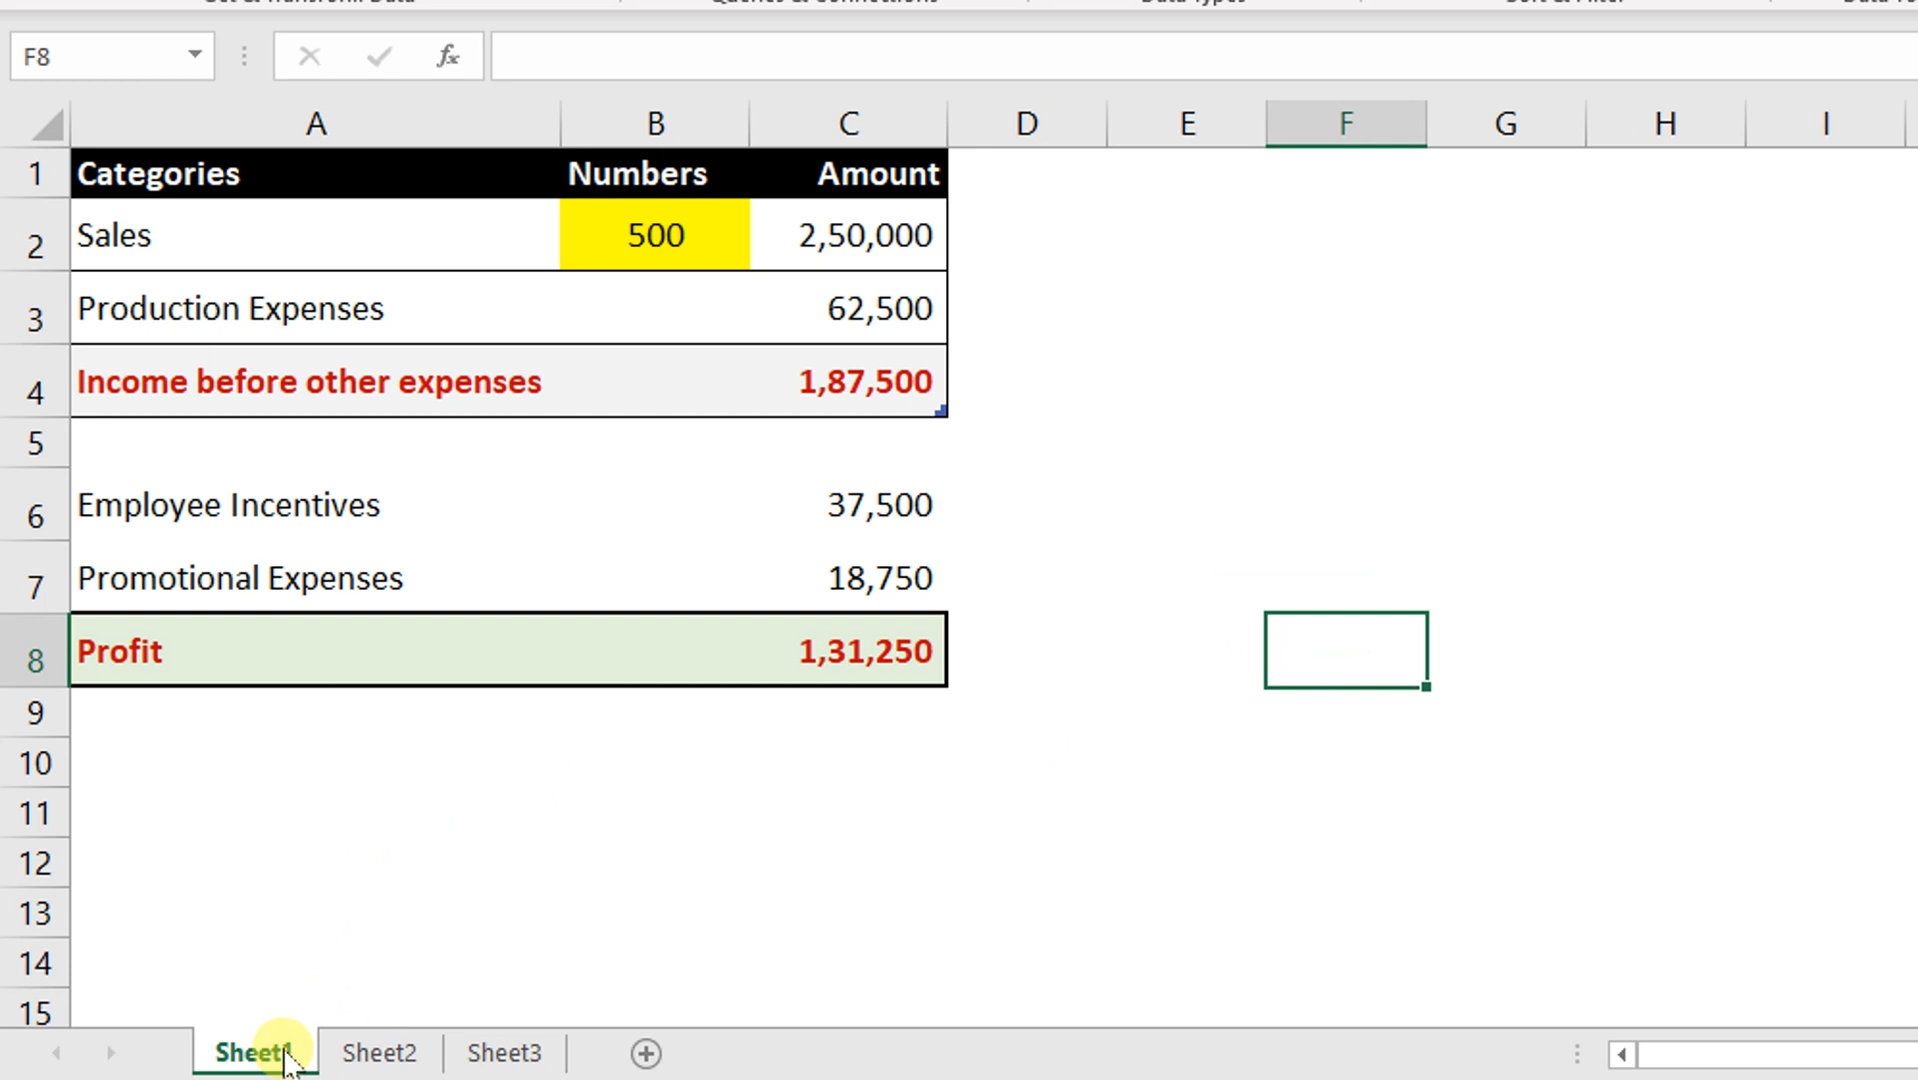 F8 fx
A B C D E F G H I
1 Categories Numbers Amount
2 Sales 500 2,50,000
3 Production Expenses 62,500
4 Income before other expenses 1,87,500
5
6 Employee Incentives 37,500
7 Promotional Expenses 18,750
8 Profit 1,31,250
9
10
11
12
13
14
15
Sheet1 Sheet2 Sheet3